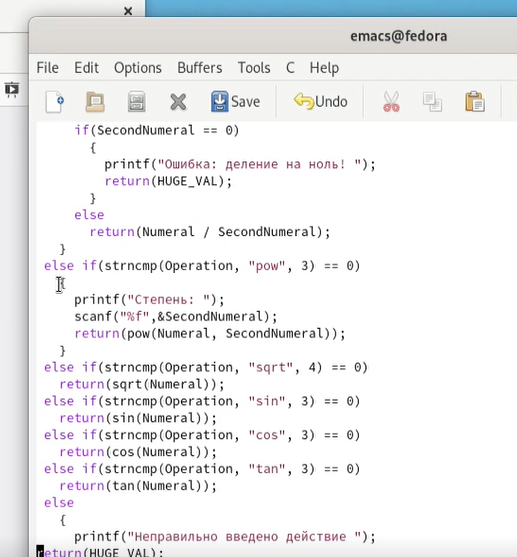 emacs@fedora
File Edit Options Buffers Tools C Help
Save Undo
if(SecondNumeral == 0)
{
printf("Ошибка: деление на ноль! ");
return(HUGE_VAL);
}
else
return(Numeral / SecondNumeral);
}
else if(strncmp(Operation, "pow", 3) == 0)
{
printf("Степень: ");
scanf("%f",&SecondNumeral);
return(pow(Numeral, SecondNumeral));
}
else if(strncmp(Operation, "sqrt", 4) == 0)
return(sqrt(Numeral));
else if(strncmp(Operation, "sin", 3) == 0)
return(sin(Numeral));
else if(strncmp(Operation, "cos", 3) == 0)
return(cos(Numeral));
else if(strncmp(Operation, "tan", 3) == 0)
return(tan(Numeral));
else
{
printf("Неправильно введено действие ");
return(HUGE_VAL);